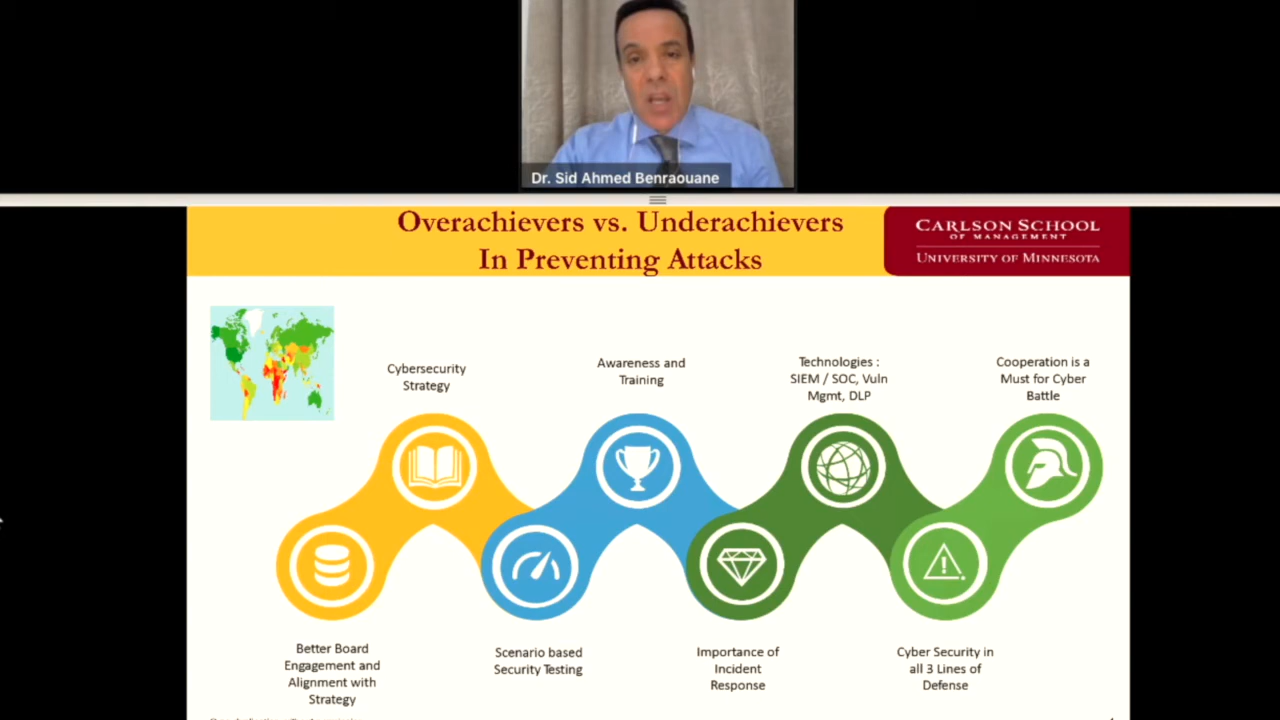 Dr. Sid Ahmed Benraouane
Overachievers vs. Underachievers
In Preventing Attacks
CARLSON SCHOOL
OF MANAGEMENT
UNIVERSITY OF MINNESOTA
Cybersecurity
Strategy
Awareness and
Training
Technologies :
SIEM / SOC, Vuln
Mgmt, DLP
Cooperation is a
Must for Cyber
Battle
Better Board
Engagement and
Alignment with
Strategy
Scenario based
Security Testing
Importance of
Incident
Response
Cyber Security in
all 3 Lines of
Defense